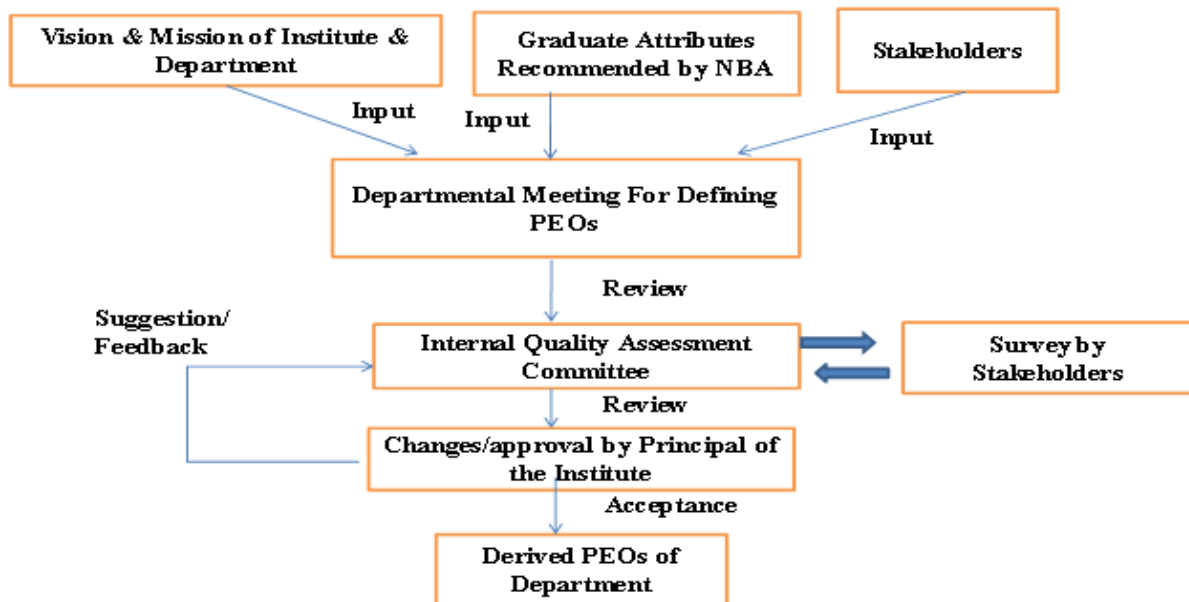 Vision & Mission of Institute &
Department
Graduate Attributes
Recommended by NBA
Stakeholders
Input
Input
Input
Departmental Meeting For Defining
PEOs
Review
Suggestion/
Feedback
Internal Quality Assessment
Committee
Survey by
Stakeholders
Review
Changes/approval by Principal of
the Institute
Acceptance
Derived PEOs of
Department